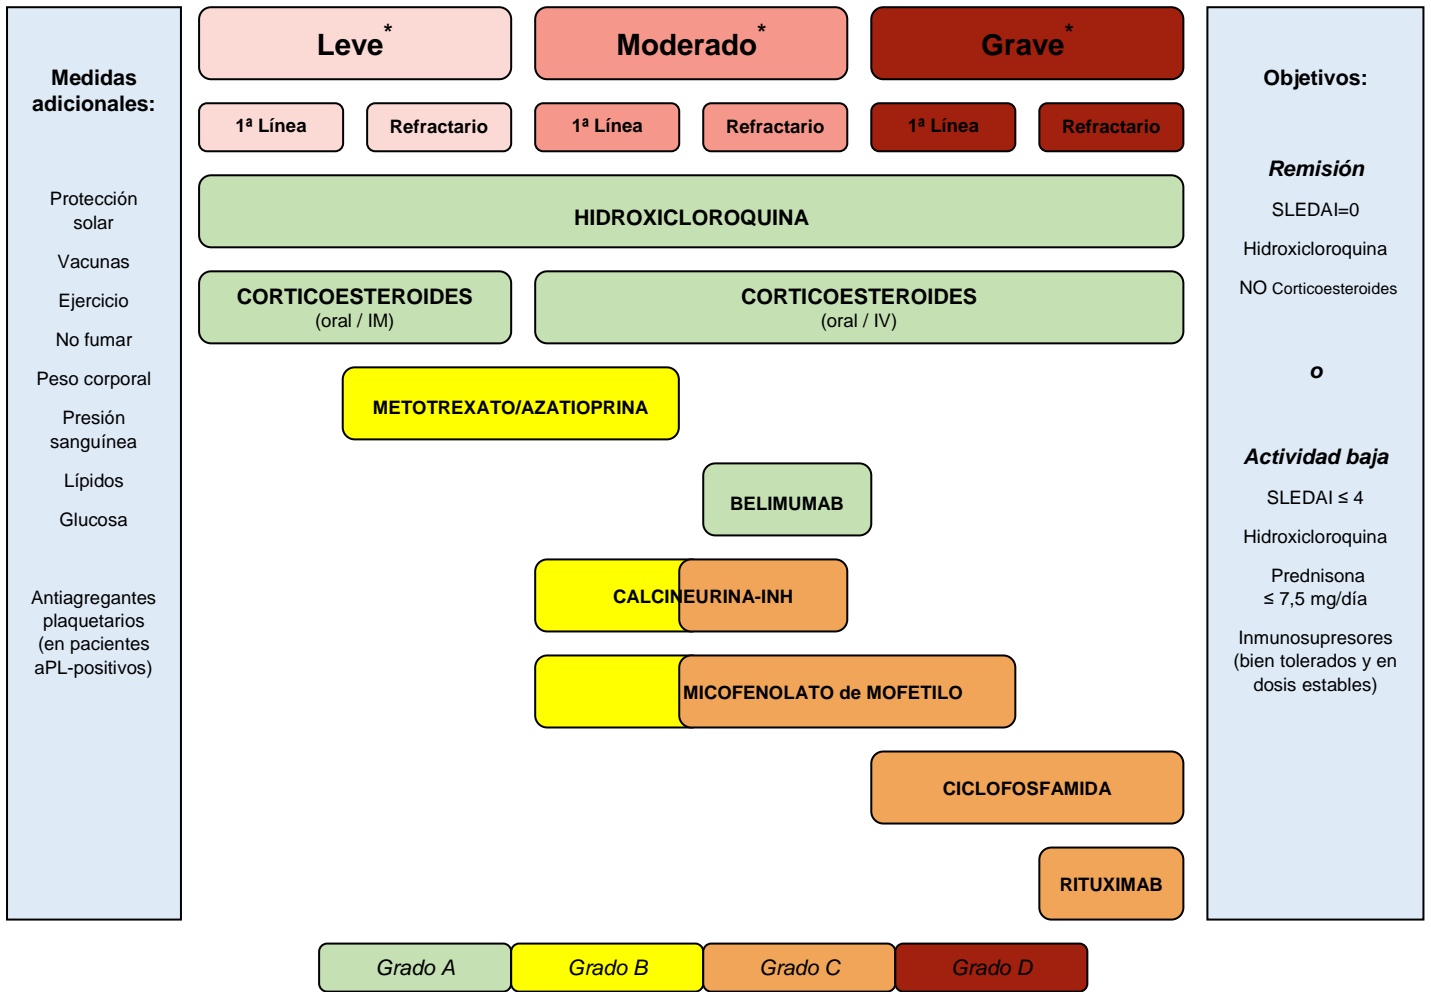 Medidas
adicionales:
Protección
solar
Vacunas
Ejercicio
No fumar
Peso corporal
Presión
sanguínea
Lípidos
Glucosa
Antiagregantes
plaquetarios
(en pacientes
aPL-positivos)
Leve*
Moderado*
Grave*
1ª Línea
Refractario
1ª Línea
Refractario
1ª Línea
Refractario
HIDROXICLOROQUINA
CORTICOESTEROIDES
(oral / IM)
CORTICOESTEROIDES
(oral / IV)
METOTREXATO/AZATIOPRINA
BELIMUMAB
CALCINEURINA-INH
MICOFENOLATO de MOFETILO
CICLOFOSFAMIDA
RITUXIMAB
Objetivos:
Remisión
SLEDAI=0
Hidroxicloroquina
NO Corticoesteroides
o
Actividad baja
SLEDAI ≤ 4
Hidroxicloroquina
Prednisona
≤ 7,5 mg/día
Inmunosupresores
(bien tolerados y en
dosis estables)
Grado A
Grado B
Grado C
Grado D